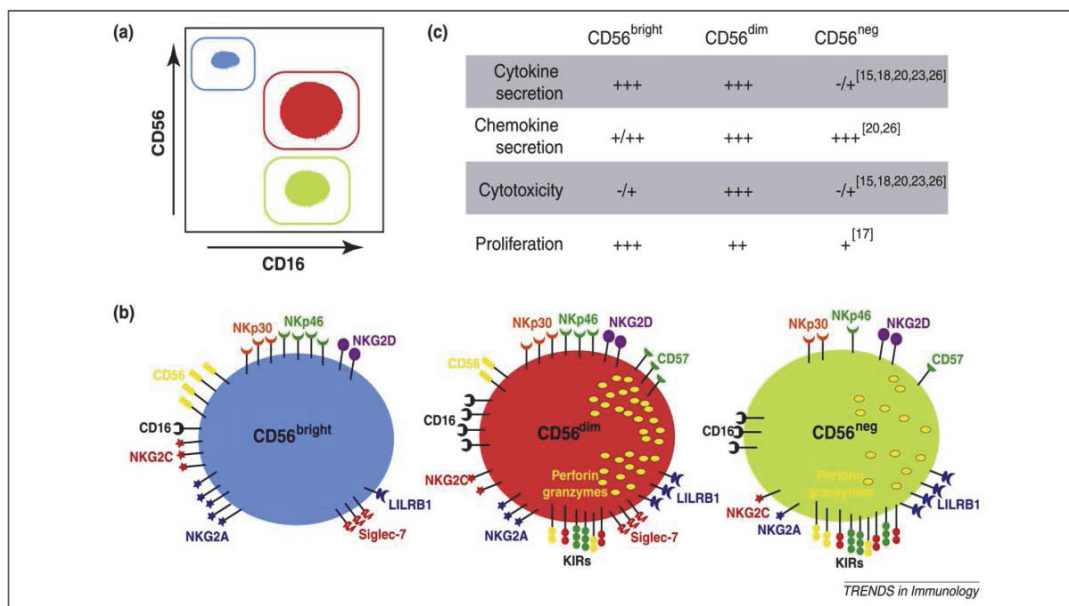 (a)
CD56
CD16
(c)
CD56bright CD56dim CD56neg
Cytokine secretion +++ +++ -/+[15,18,20,23,26]
Chemokine secretion +/++ +++ +++[20,26]
Cytotoxicity -/+ +++ -/+[15,18,20,23,26]
Proliferation +++ ++ +[17]
(b)
NKp30 NKp46 NKG2D
CD56
CD16
NKG2C
NKG2A
CD56bright
LILRB1
Siglec-7
NKp30 NKp46 NKG2D
CD57
CD56
CD16
CD56dim
Perforin
granzymes
NKG2C
NKG2A
KIRs
LILRB1
Siglec-7
NKp46
NKp30 NKG2D
CD57
CD16
CD56neg
Perforin
granzymes
NKG2C
NKG2A
KIRs
LILRB1
TRENDS in Immunology